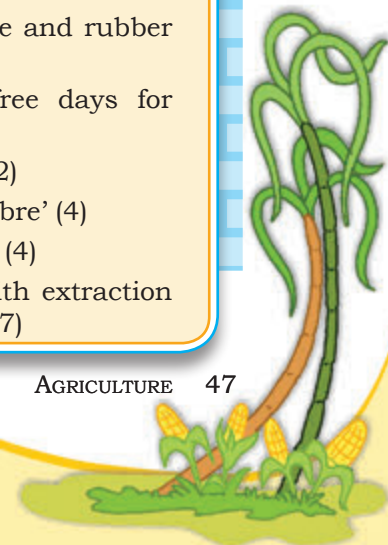 e and rubber
free days for
2)
bre’ (4)
(4)
th extraction
7)
AGRICULTURE 47